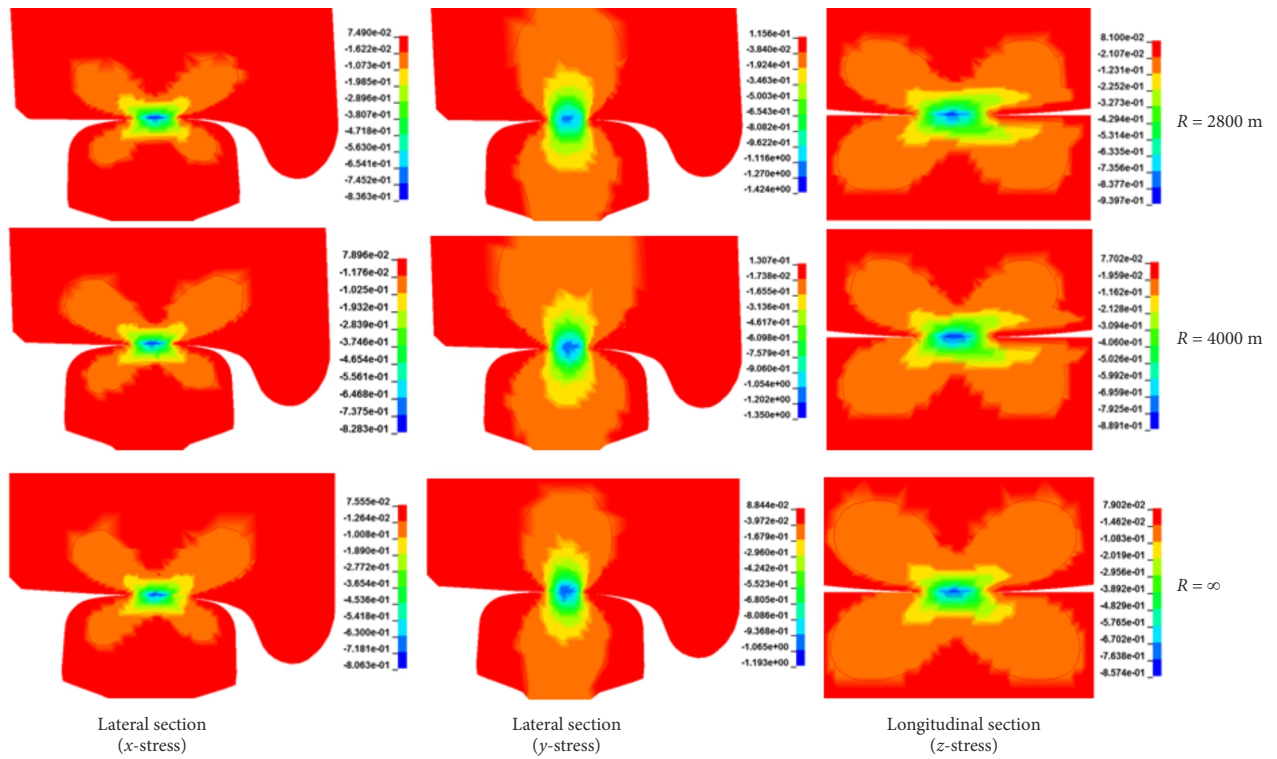 7.490e-02
-1.622e-02
-1.073e-01
-1.985e-01
-2.896e-01
-3.807e-01
-4.718e-01
-5.630e-01
-6.541e-01
-7.452e-01
-8.363e-01
1.156e-01
-3.840e-02
-1.924e-01
-3.463e-01
-5.003e-01
-6.543e-01
-8.082e-01
-9.622e-01
-1.116e+00
-1.270e+00
-1.424e+00
8.100e-02
-2.107e-02
-1.231e-01
-2.252e-01
-3.273e-01
-4.294e-01
-5.314e-01
-6.335e-01
-7.356e-01
-8.377e-01
-9.397e-01
R = 2800 m
7.896e-02
-1.176e-02
-1.025e-01
-1.932e-01
-2.839e-01
-3.746e-01
-4.654e-01
-5.561e-01
-6.468e-01
-7.375e-01
-8.283e-01
1.307e-01
-1.738e-02
-1.655e-01
-3.136e-01
-4.617e-01
-6.098e-01
-7.579e-01
-9.060e-01
-1.054e+00
-1.202e+00
-1.350e+00
7.702e-02
-1.959e-02
-1.162e-01
-2.128e-01
-3.094e-01
-4.060e-01
-5.026e-01
-5.992e-01
-6.959e-01
-7.925e-01
-8.891e-01
R = 4000 m
7.555e-02
-1.264e-02
-1.008e-01
-1.890e-01
-2.772e-01
-3.654e-01
-4.536e-01
-5.418e-01
-6.300e-01
-7.181e-01
-8.063e-01
8.844e-02
-3.972e-02
-1.679e-01
-2.960e-01
-4.242e-01
-5.523e-01
-6.805e-01
-8.086e-01
-9.368e-01
-1.065e+00
-1.193e+00
7.902e-02
-1.462e-02
-1.083e-01
-2.019e-01
-2.956e-01
-3.892e-01
-4.829e-01
-5.765e-01
-6.702e-01
-7.638e-01
-8.574e-01
R = ∞
Lateral section
(x-stress)
Lateral section
(y-stress)
Longitudinal section
(z-stress)